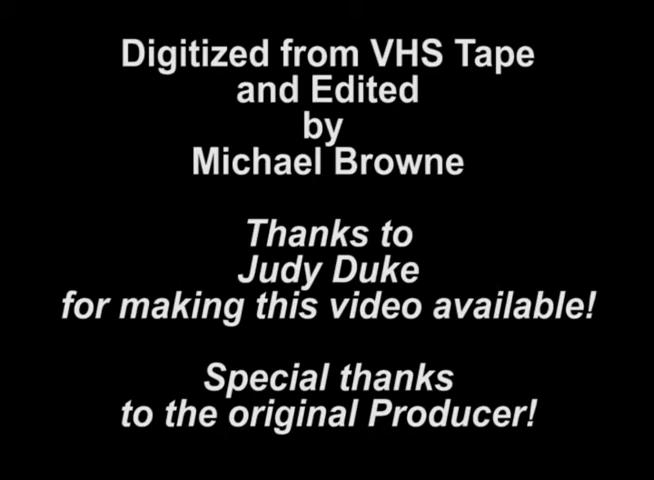 Digitized from VHS Tape
and Edited
by
Michael Browne
Thanks to
Judy Duke
for making this video available!
Special thanks
to the original Producer!